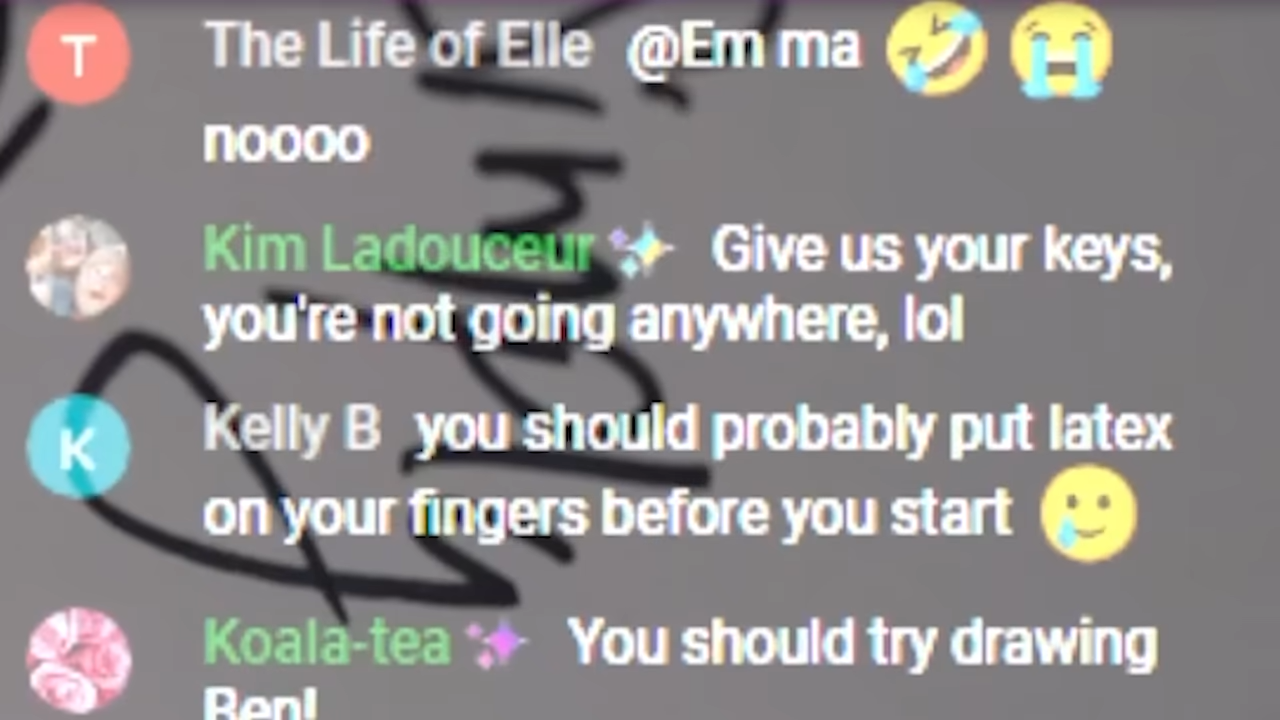 T The Life of Elle @Em ma 🤣 😭
noooo
Kim Ladouceur Give us your keys,
you're not going anywhere, lol
K Kelly B you should probably put latex
on your fingers before you start 🥲
Koala-tea You should try drawing
Ben!